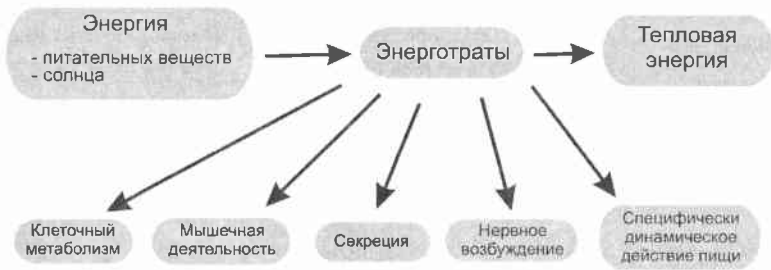 Энергия
- питательных веществ
- солнца
Энерготраты
Тепловая
энергия
Клеточный
метаболизм
Мышечная
деятельность
Секреция
Нервное
возбуждение
Специфически
динамическое
действие пищи